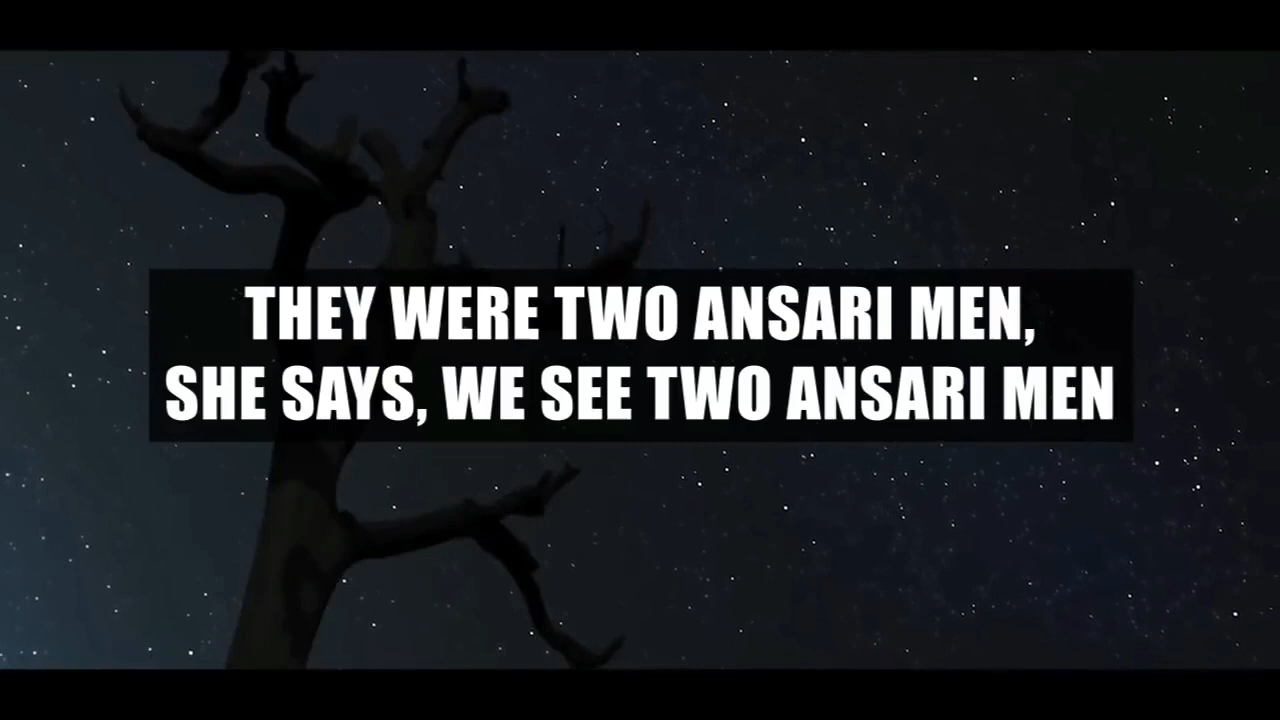 THEY WERE TWO ANSARI MEN,
SHE SAYS, WE SEE TWO ANSARI MEN